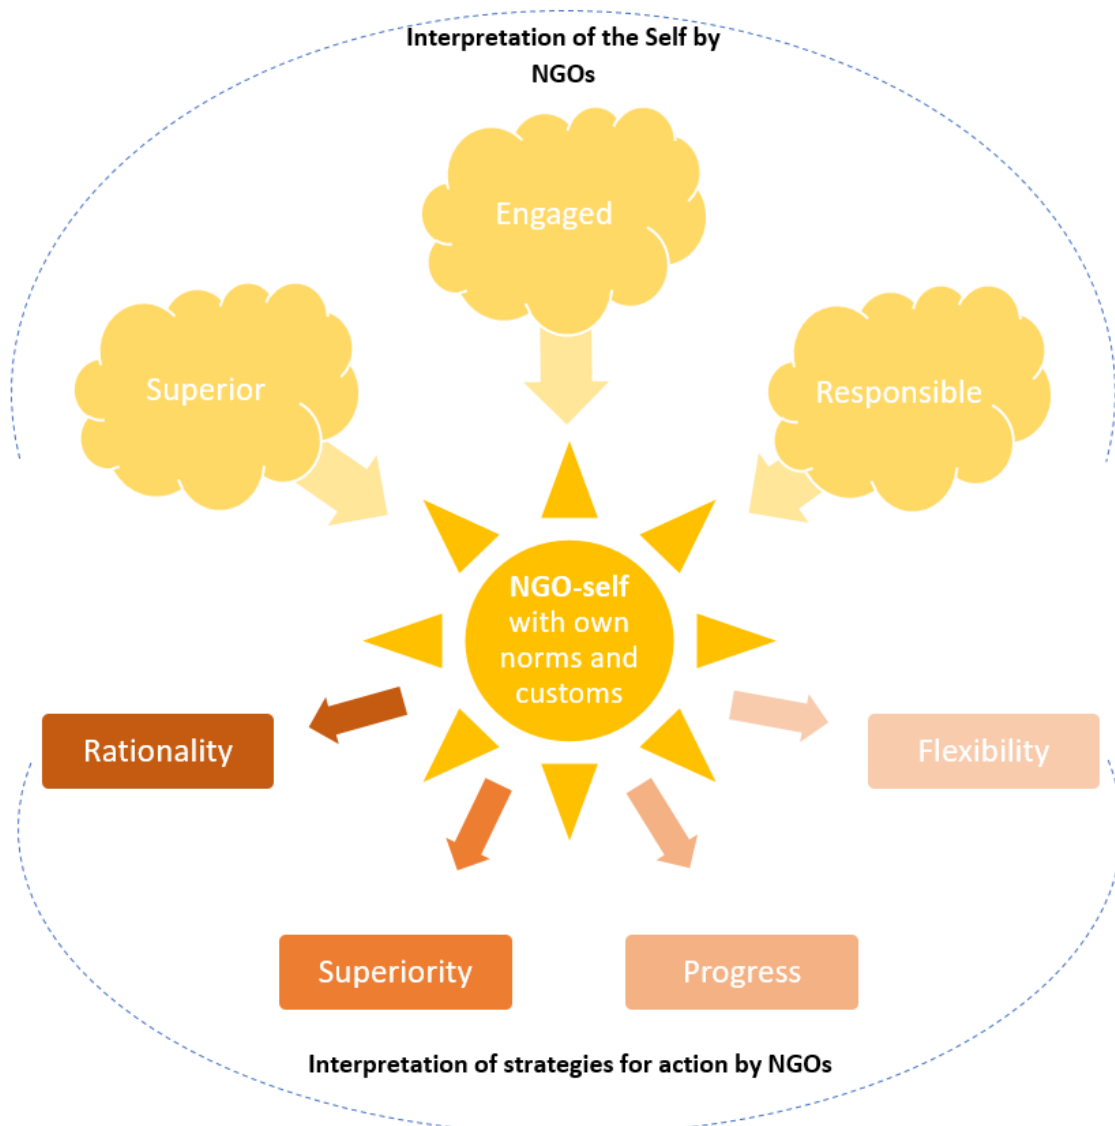 Interpretation of the Self by
NGOs
Engaged
Superior
Responsible
NGO-self
with own
norms and
customs
Rationality
Flexibility
Superiority
Progress
Interpretation of strategies for action by NGOs